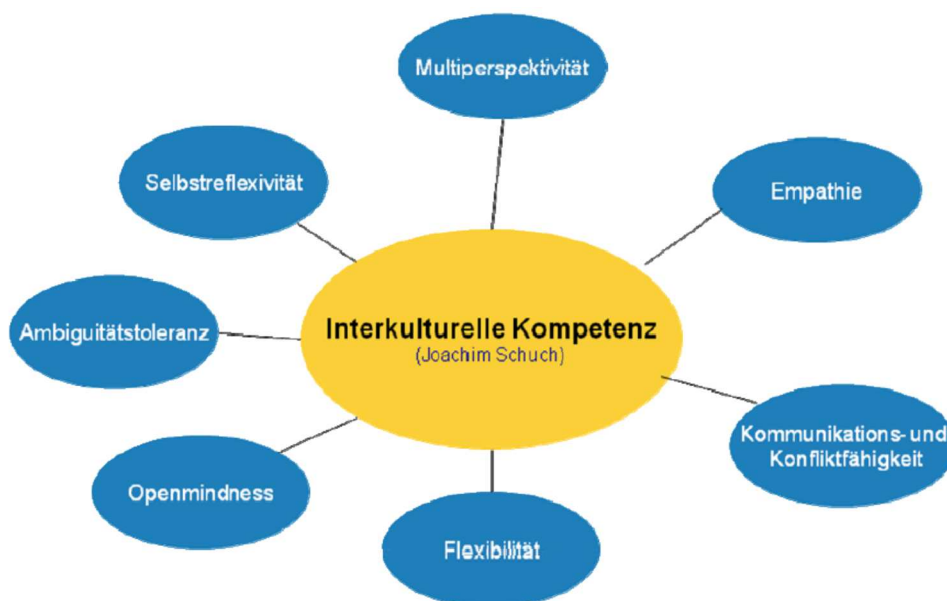 Multiperspektivität
Selbstreflexivität
Empathie
Ambiguitätstoleranz
Interkulturelle Kompetenz
(Joachim Schuch)
Kommunikations- und
Konfliktfähigkeit
Openmindness
Flexibilität